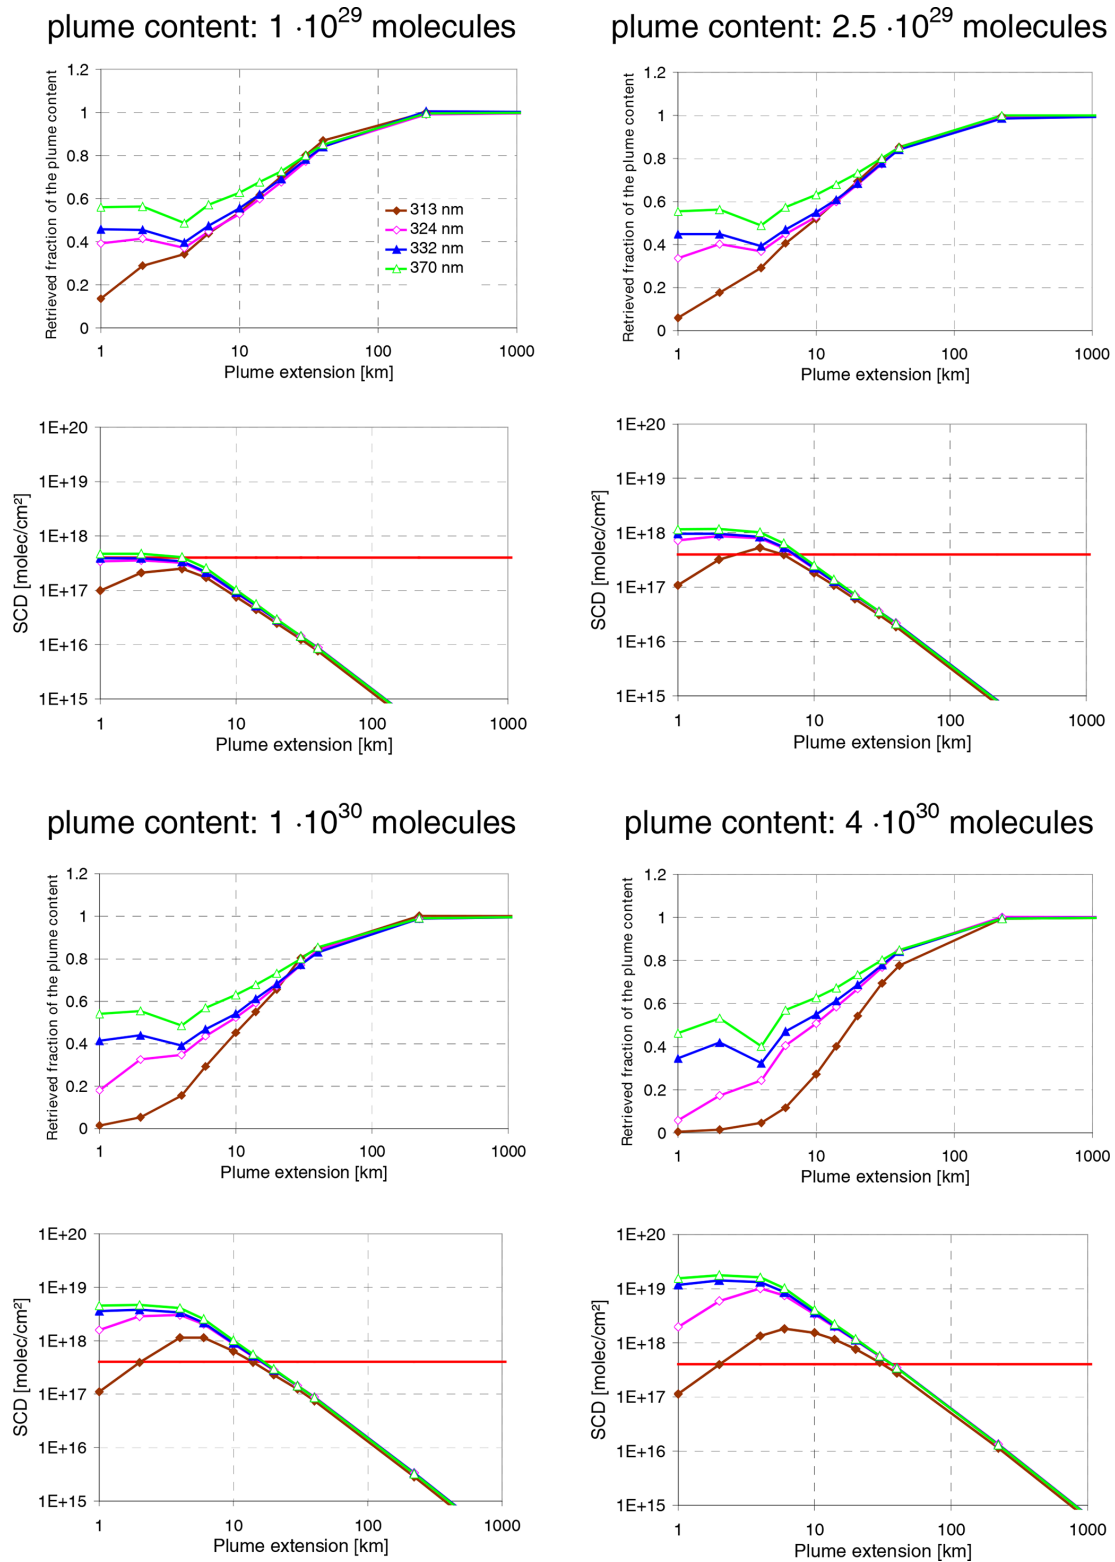 plume content: 1 ·10²⁹ molecules
plume content: 2.5 ·10²⁹ molecules
Retrieved fraction of the plume content
1.2
1
0.8
0.6
0.4
0.2
0
313 nm
324 nm
332 nm
370 nm
1
10
100
1000
Plume extension [km]
Retrieved fraction of the plume content
1.2
1
0.8
0.6
0.4
0.2
0
1
10
100
1000
Plume extension [km]
SCD [molec/cm²]
1E+20
1E+19
1E+18
1E+17
1E+16
1E+15
1
10
100
1000
Plume extension [km]
SCD [molec/cm²]
1E+20
1E+19
1E+18
1E+17
1E+16
1E+15
1
10
100
1000
Plume extension [km]
plume content: 1 ·10³⁰ molecules
plume content: 4 ·10³⁰ molecules
Retrieved fraction of the plume content
1.2
1
0.8
0.6
0.4
0.2
0
1
10
100
1000
Plume extension [km]
Retrieved fraction of the plume content
1.2
1
0.8
0.6
0.4
0.2
0
1
10
100
1000
Plume extension [km]
SCD [molec/cm²]
1E+20
1E+19
1E+18
1E+17
1E+16
1E+15
1
10
100
1000
Plume extension [km]
SCD [molec/cm²]
1E+20
1E+19
1E+18
1E+17
1E+16
1E+15
1
10
100
1000
Plume extension [km]